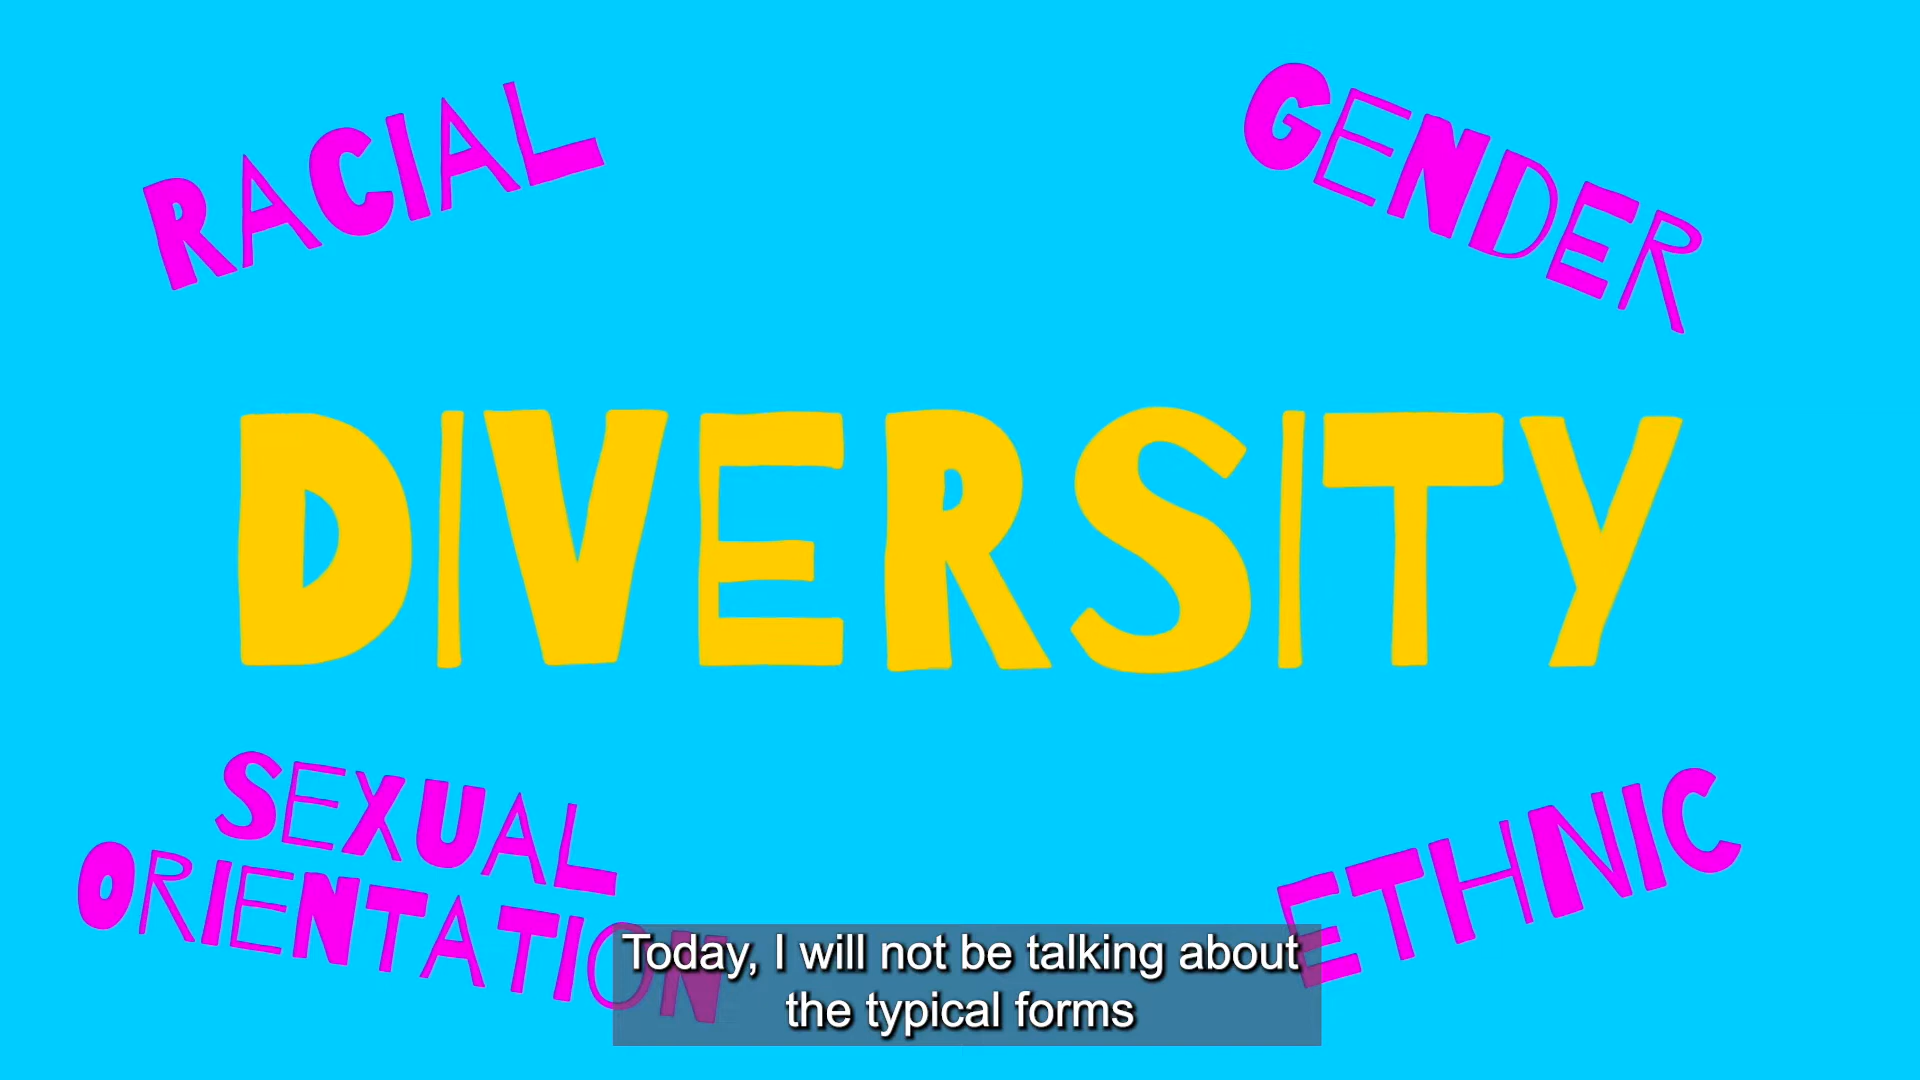 RACIAL
GENDER
DIVERSITY
SEXUAL
ORIENTATION
ETHNIC
Today, I will not be talking about
the typical forms